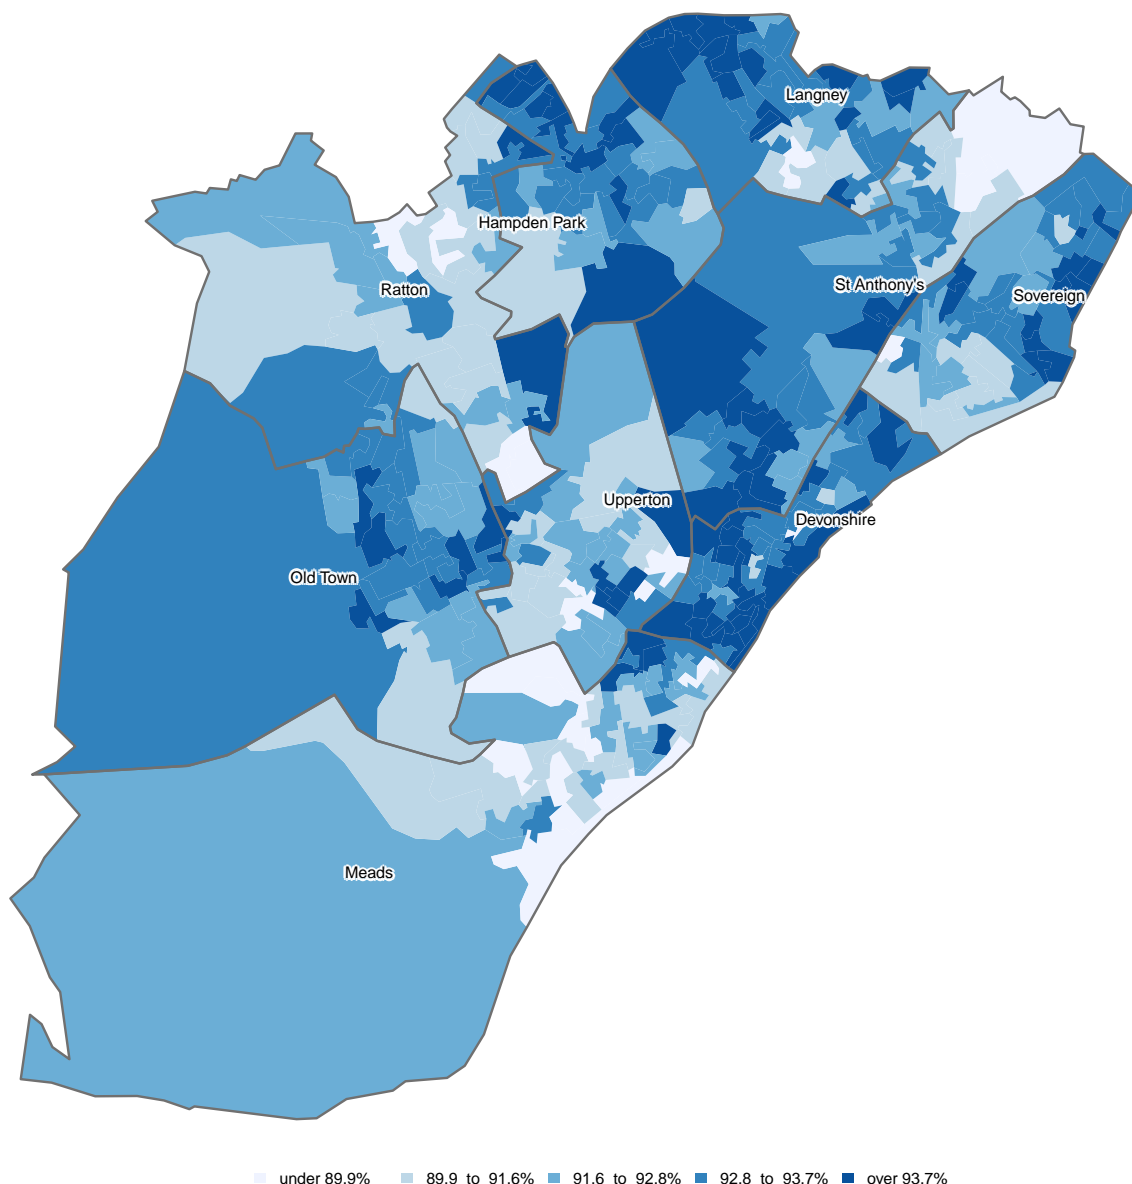 Langney
Hampden Park
St Anthony's
Ratton
Sovereign
Upperton
Devonshire
Old Town
Meads
under 89.9% 89.9 to 91.6% 91.6 to 92.8% 92.8 to 93.7% over 93.7%